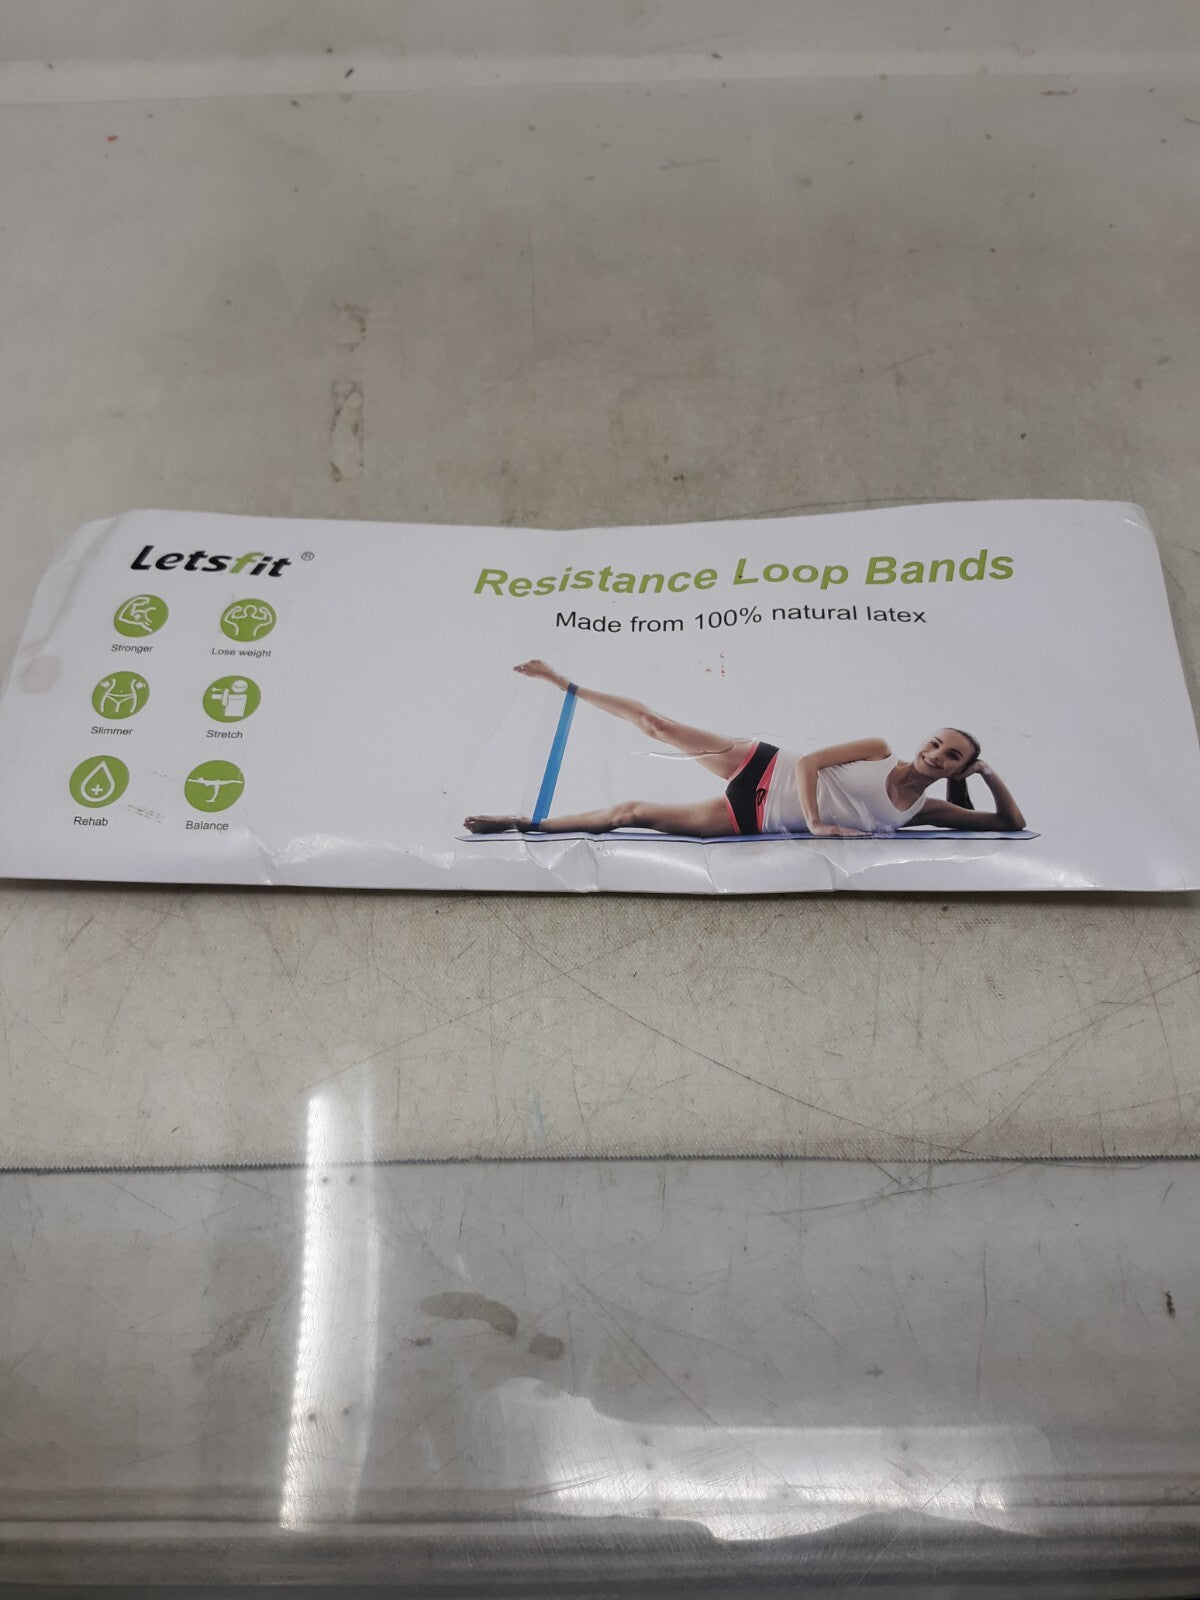 Letsfit ®
Resistance Loop Bands
Made from 100% natural latex
Stronger
Lose weight
Slimmer
Stretch
Rehab
Balance